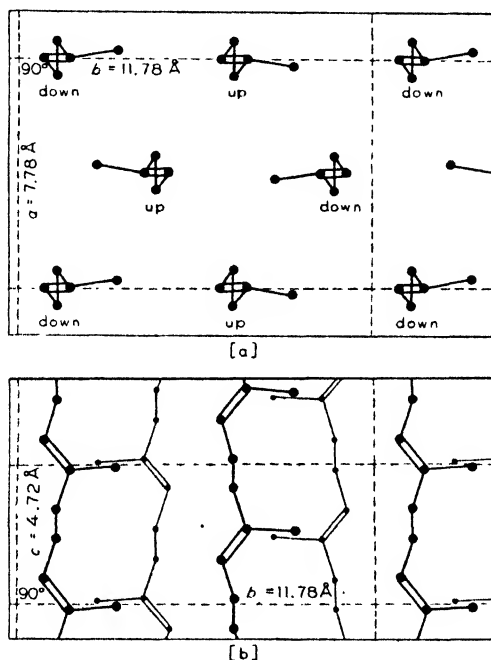 90° b = 11.78 Å
down up down
a = 7.78 Å
up down
down up down
[a]
c = 4.72 Å
90° b = 11.78 Å
[b]